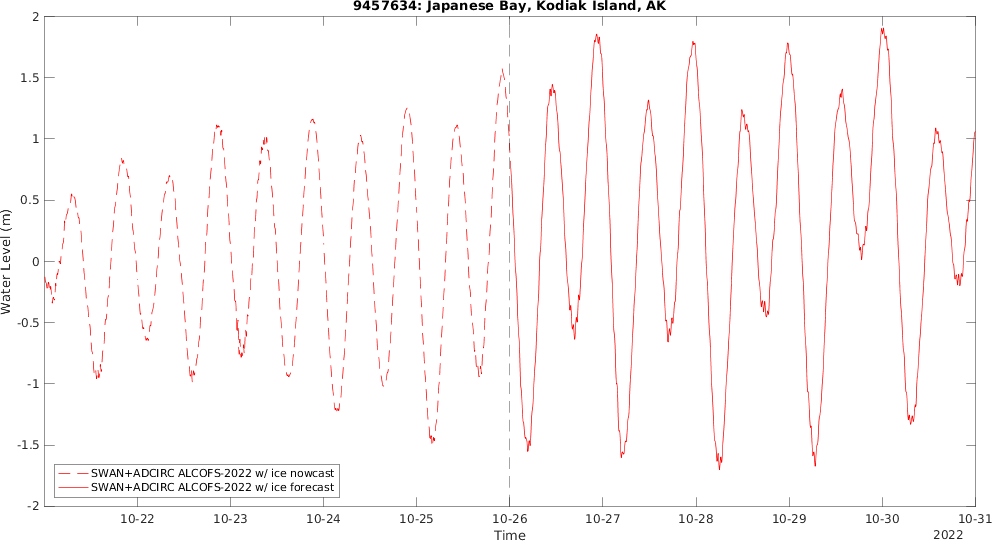 9457634: Japanese Bay, Kodiak Island, AK
2
1.5
1
0.5
0
-0.5
-1
-1.5
-2
Water Level (m)
SWAN+ADCIRC ALCOFS-2022 w/ ice nowcast
SWAN+ADCIRC ALCOFS-2022 w/ ice forecast
10-22 10-23 10-24 10-25 10-26 10-27 10-28 10-29 10-30 10-31
Time
2022